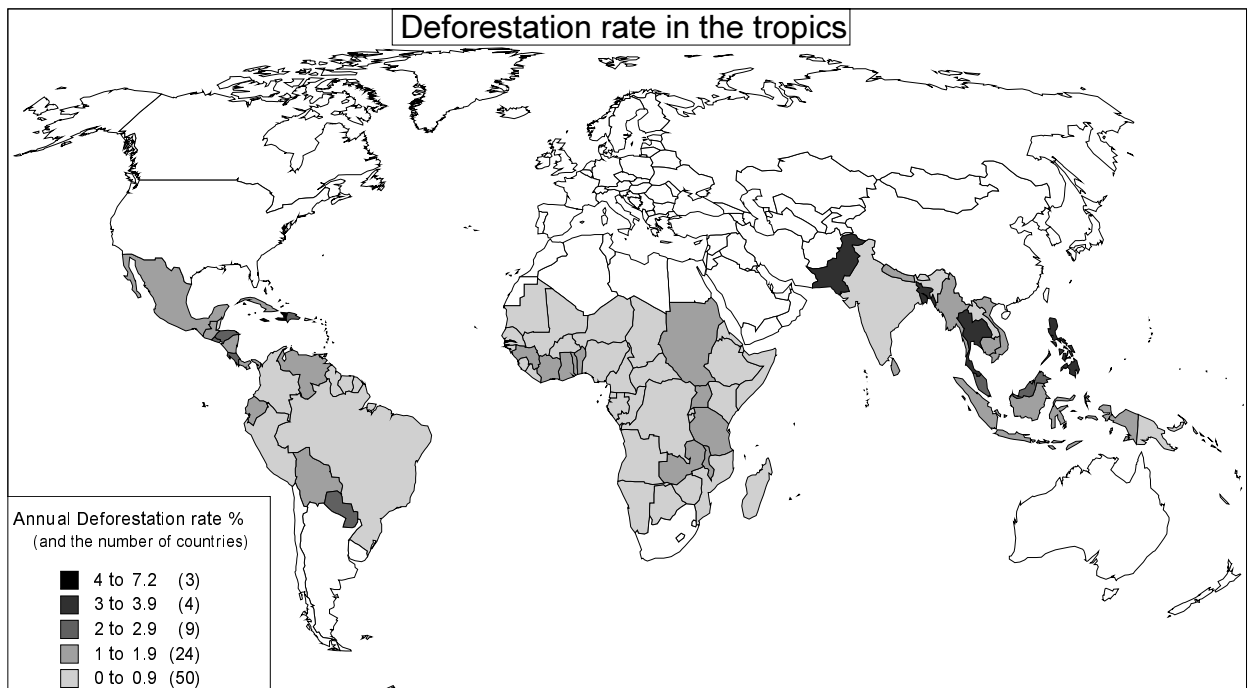 Deforestation rate in the tropics
Annual Deforestation rate %
(and the number of countries)
4 to 7.2 (3)
3 to 3.9 (4)
2 to 2.9 (9)
1 to 1.9 (24)
0 to 0.9 (50)